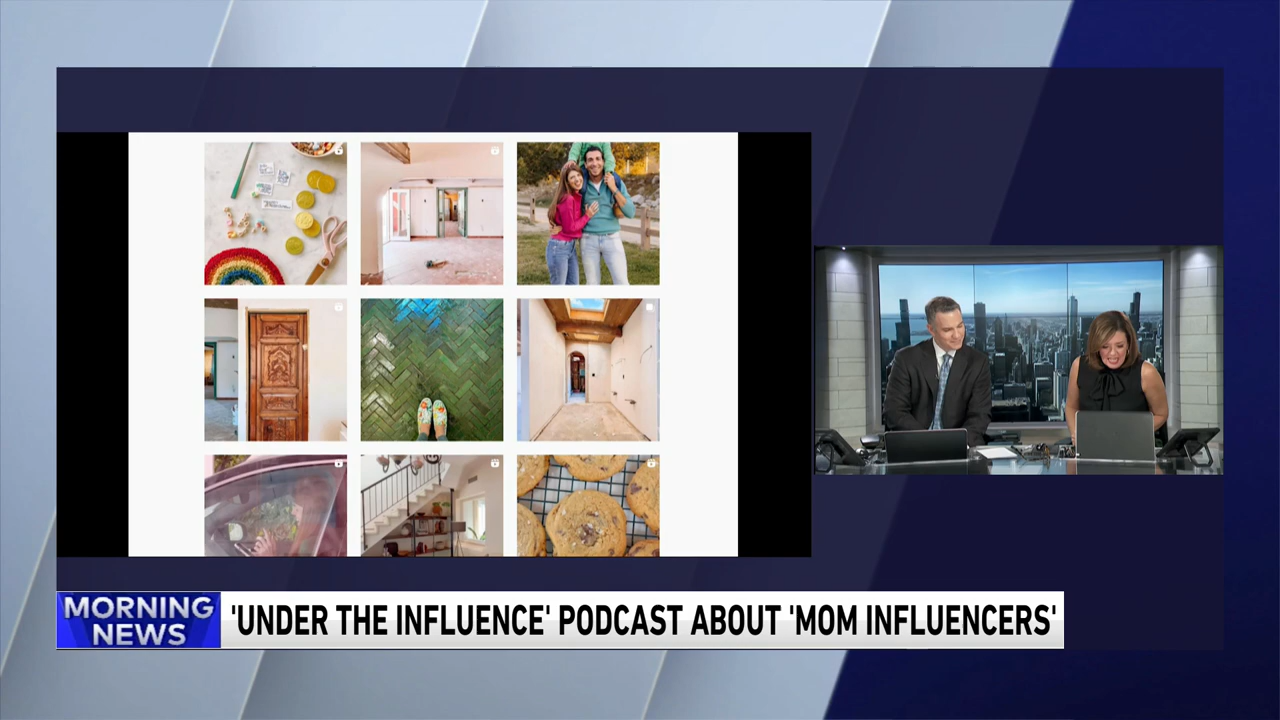 MORNING
NEWS
'UNDER THE INFLUENCE' PODCAST ABOUT 'MOM INFLUENCERS'